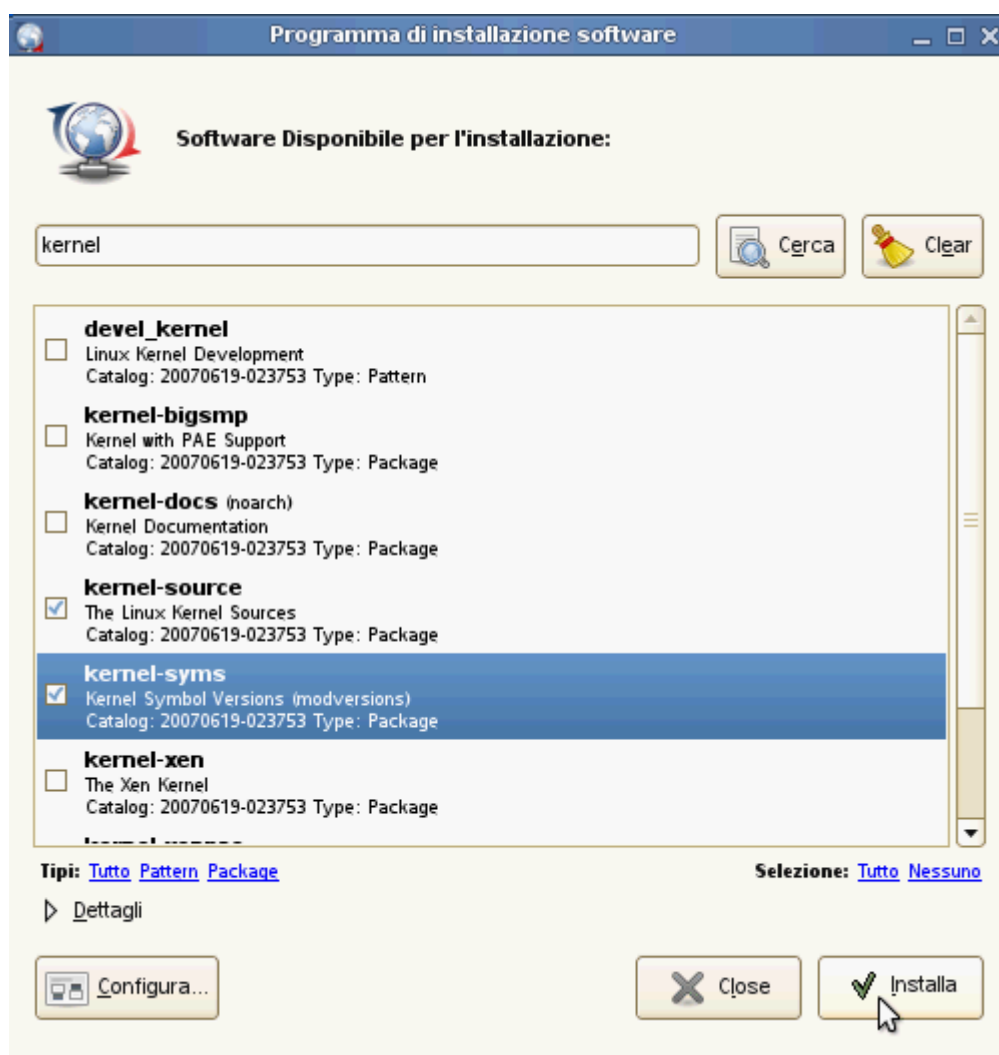 Programma di installazione software
Software Disponibile per l'installazione:
kernel
Cerca
Clear
devel_kernel
Linux Kernel Development
Catalog: 20070619-023753 Type: Pattern
kernel-bigsmp
Kernel with PAE Support
Catalog: 20070619-023753 Type: Package
kernel-docs (noarch)
Kernel Documentation
Catalog: 20070619-023753 Type: Package
kernel-source
The Linux Kernel Sources
Catalog: 20070619-023753 Type: Package
kernel-syms
Kernel Symbol Versions (modversions)
Catalog: 20070619-023753 Type: Package
kernel-xen
The Xen Kernel
Catalog: 20070619-023753 Type: Package
Tipi: Tutto Pattern Package
Selezione: Tutto Nessuno
Dettagli
Configura...
Close
Installa